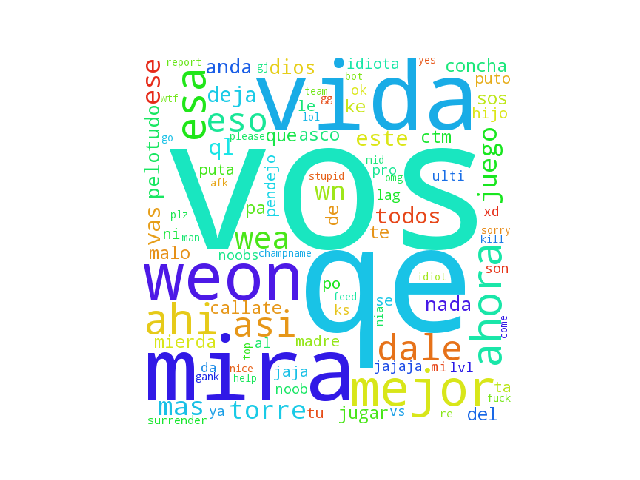 report
anda
gj
dios
vida
idiota
yes
concha
ese
wtf
esa
deja
le
team
gg
bot
ok
ke
sos
puto
hijo
pelotudo
eso
lol
este
ctm
juego
go
please
que
asco
ql
vos
puta
afk
pendejo
stupid
wn
de
nid
pro
omg
lag
ulti
plz
vas
pa
todos
xd
ni
man
wea
te
sorry
kill
malo
noobs
champname
qe
son
weon
po
feed
ks
se
nias
idiot
nada
ahora
callate
ahi
asi
come
mierda
top
al
madre
dale
mira
da
gank
nice
help
jaja
noob
jajaja
mi
lvl
mejor
ta
fuck
mas
ya
torre
tu
jugar
vs
re
del
surrender